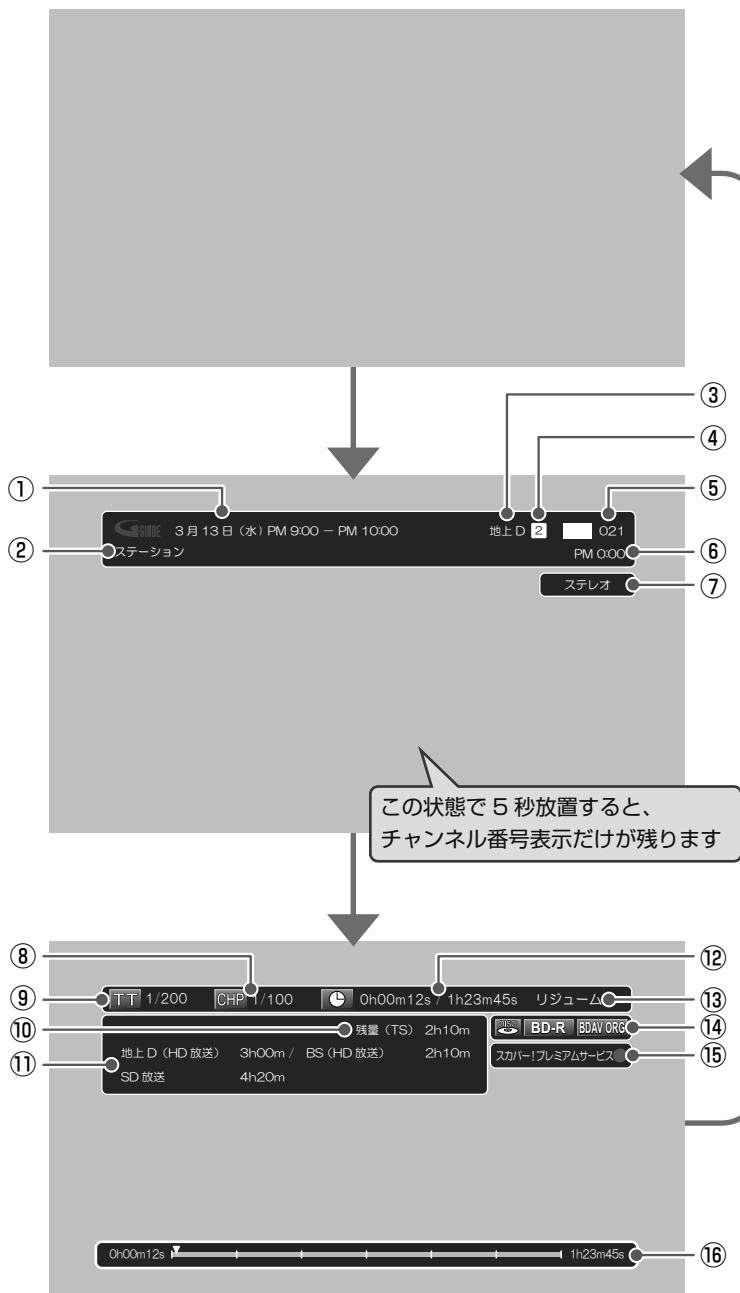 ③
④
①
⑤
GGUIDE 3月13日(水) PM 9:00 － PM 10:00 地上D 2 021
②
ステーション PM 0:00
⑥
ステレオ
⑦
この状態で5秒放置すると、
チャンネル番号表示だけが残ります
⑧
⑫
⑨
TT 1/200 CHP 1/100 0h00m12s / 1h23m45s リジューム
⑬
⑩
残量(TS) 2h10m
DISC BD-R BDAV ORG
⑭
⑪
地上D(HD放送) 3h00m / BS(HD放送) 2h10m
スカパー!プレミアムサービス
⑮
SD放送 4h20m
0h00m12s 1h23m45s
⑯